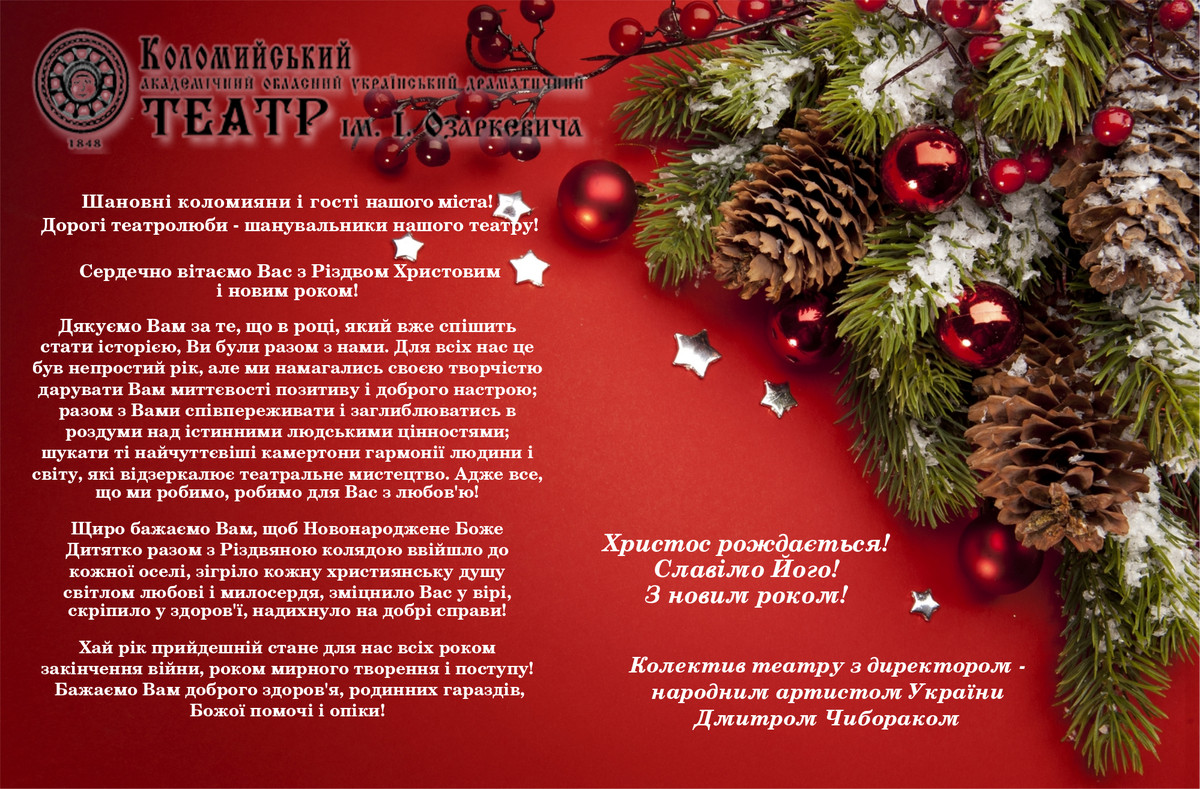 Коломийський
академічний обласний український драматичний
ТЕАТР ім. І. Озаркевича
1848
Шановні коломияни і гості нашого міста!
Дорогі театролюби - шанувальники нашого театру!
Сердечно вітаємо Вас з Різдвом Христовим
і новим роком!
Дякуємо Вам за те, що в році, який вже спішить
стати історією, Ви були разом з нами. Для всіх нас це
був непростий рік, але ми намагались своєю творчістю
дарувати Вам миттєвості позитиву і доброго настрою;
разом з Вами співпереживати і заглиблюватись в
роздуми над істинними людськими цінностями;
шукати ті найчуттєвіші камертони гармонії людини і
світу, які відзеркалює театральне мистецтво. Адже все,
що ми робимо, робимо для Вас з любов'ю!
Щиро бажаємо Вам, щоб Новонароджене Боже
Дитятко разом з Різдвяною колядою ввійшло до
кожної оселі, зігріло кожну християнську душу
світлом любові і милосердя, зміцнило Вас у вірі,
скріпило у здоров'ї, надихнуло на добрі справи!
Хай рік прийдешній стане для нас всіх роком
закінчення війни, роком мирного творення і поступу!
Бажаємо Вам доброго здоров'я, родинних гараздів,
Божої помочі і опіки!
Христос рождається!
Славімо Його!
З новим роком!
Колектив театру з директором -
народним артистом України
Дмитром Чибораком